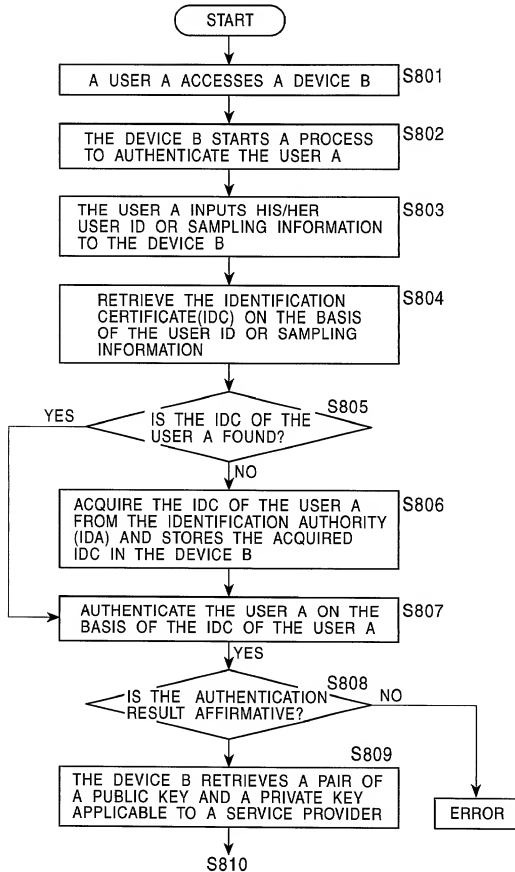 START
A USER A ACCESSES A DEVICE B
S801
THE DEVICE B STARTS A PROCESS
TO AUTHENTICATE THE USER A
S802
THE USER A INPUTS HIS/HER
USER ID OR SAMPLING INFORMATION
TO THE DEVICE B
S803
RETRIEVE THE IDENTIFICATION
CERTIFICATE(IDC) ON THE BASIS
OF THE USER ID OR SAMPLING
INFORMATION
S804
S805
YES
IS THE IDC OF THE
USER A FOUND?
NO
ACQUIRE THE IDC OF THE USER A
FROM THE IDENTIFICATION AUTHORITY
(IDA) AND STORES THE ACQUIRED
IDC IN THE DEVICE B
S806
AUTHENTICATE THE USER A ON THE
BASIS OF THE IDC OF THE USER A
S807
YES
S808
IS THE AUTHENTICATION
RESULT AFFIRMATIVE?
NO
S809
THE DEVICE B RETRIEVES A PAIR OF
A PUBLIC KEY AND A PRIVATE KEY
APPLICABLE TO A SERVICE PROVIDER
ERROR
S810